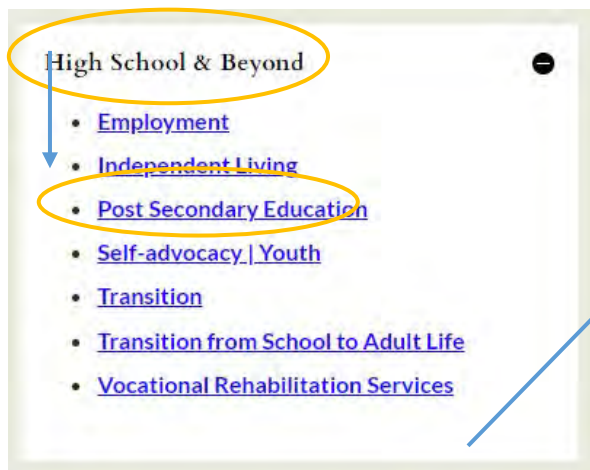 High School & Beyond
Employment
Independent Living
Post Secondary Education
Self-advocacy | Youth
Transition
Transition from School to Adult Life
Vocational Rehabilitation Services